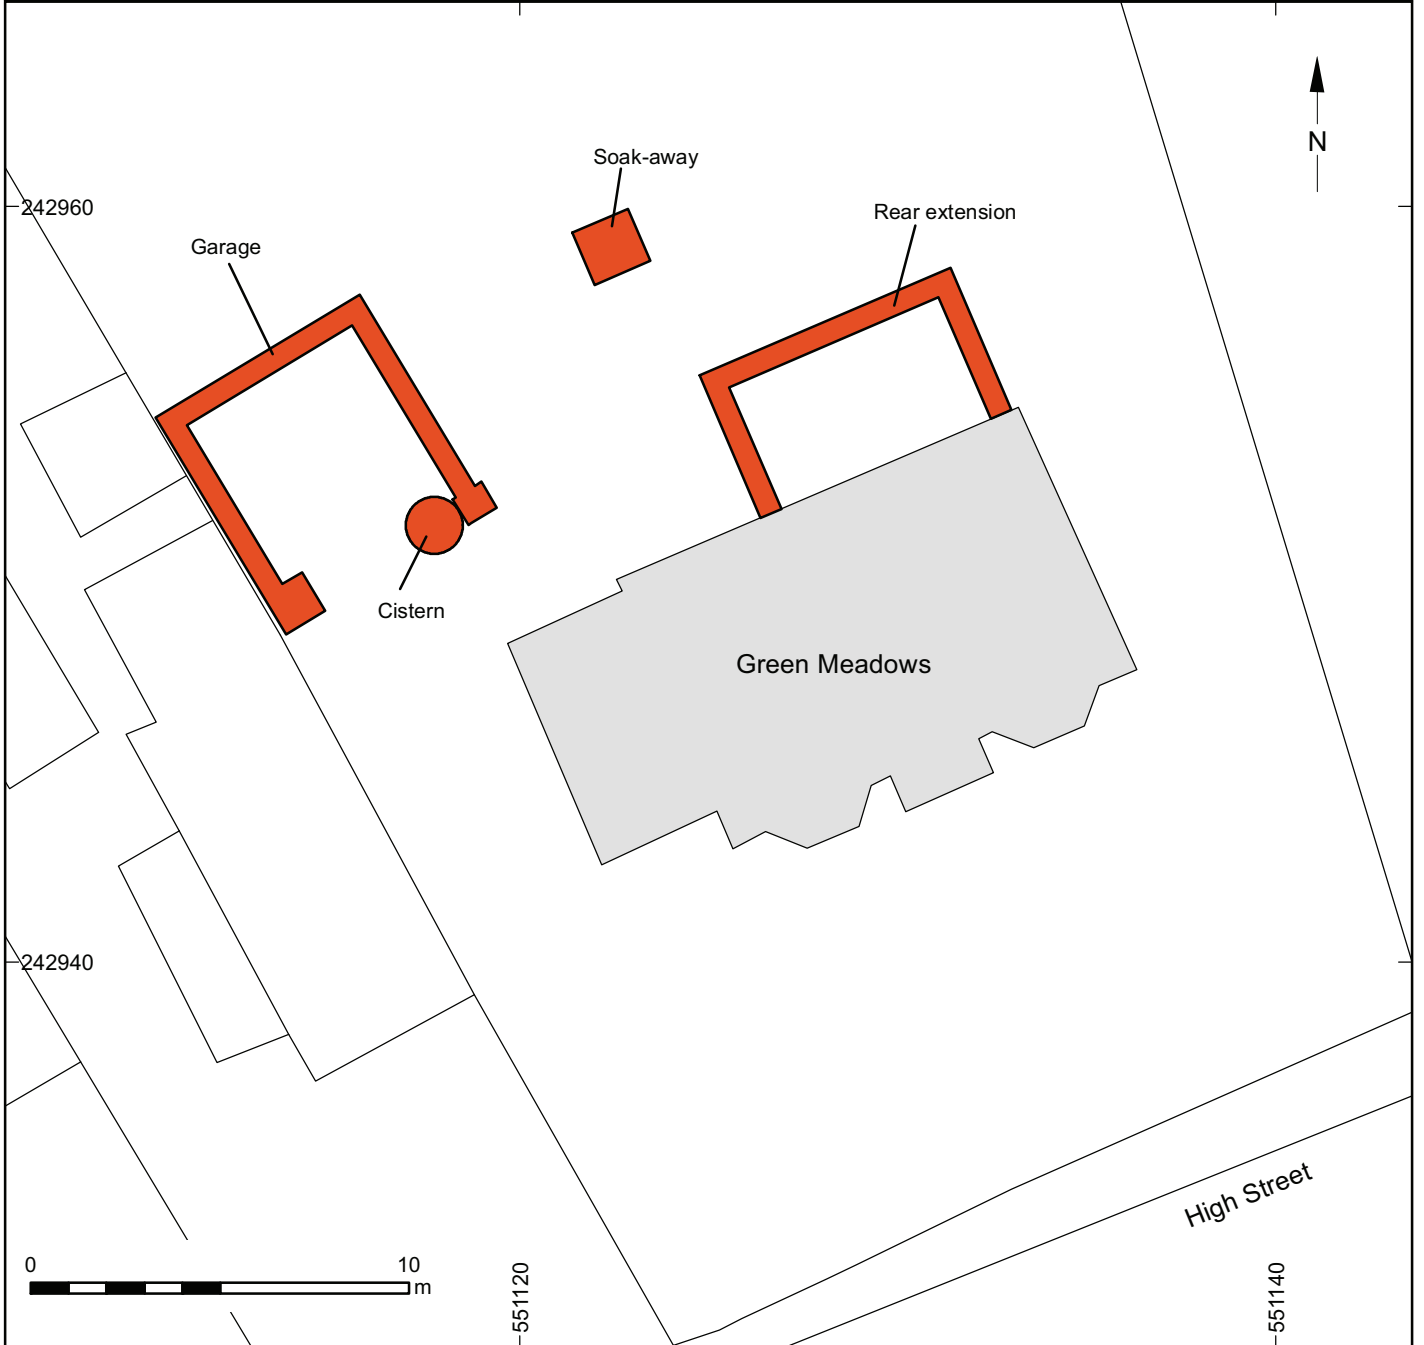 N
Soak-away
242960
Rear extension
Garage
Cistern
Green Meadows
242940
High Street
0 10
m
551120
551140